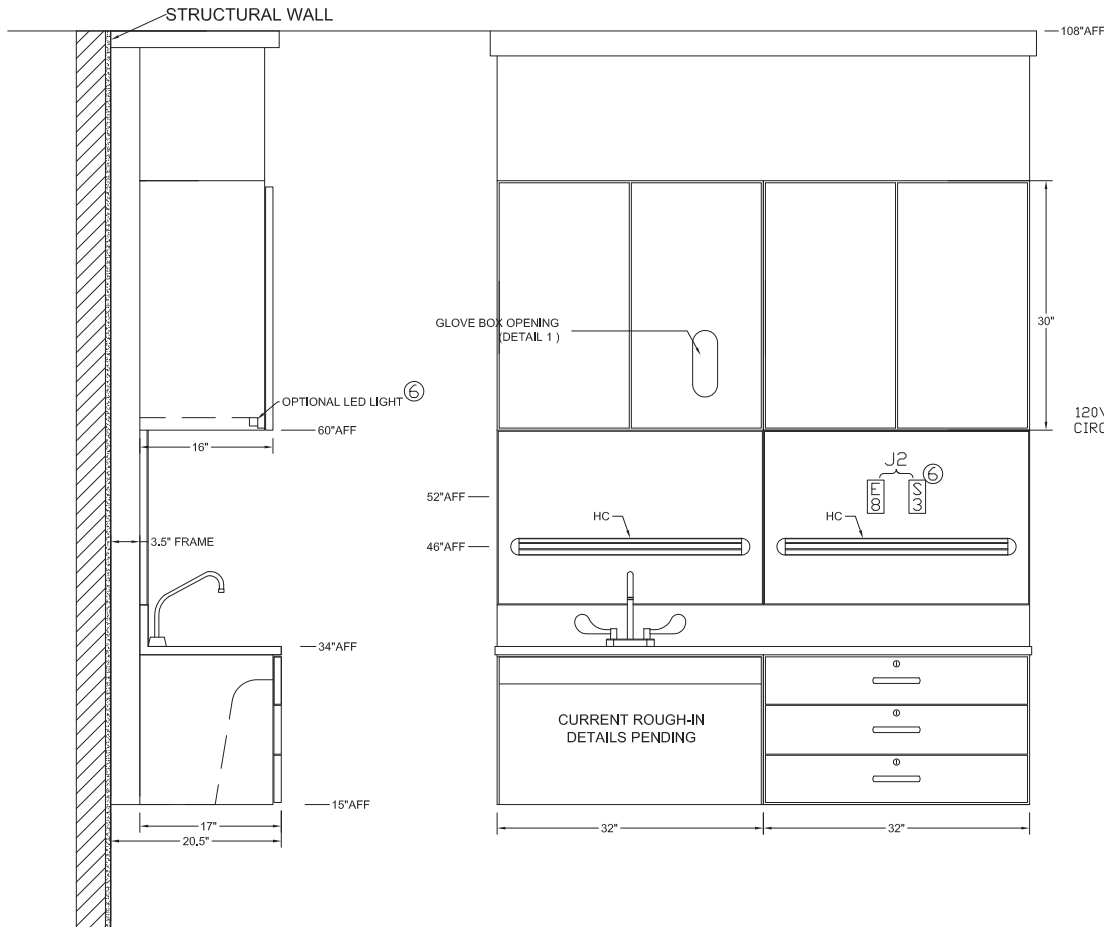 STRUCTURAL WALL
108"AFF
GLOVE BOX OPENING
(DETAIL 1 )
30"
OPTIONAL LED LIGHT 6
60"AFF
16"
120V
CIRC
J2
6
E
8
S
3
52"AFF
HC
HC
3.5" FRAME
46"AFF
34"AFF
CURRENT ROUGH-IN
DETAILS PENDING
15"AFF
17"
32"
32"
20.5"